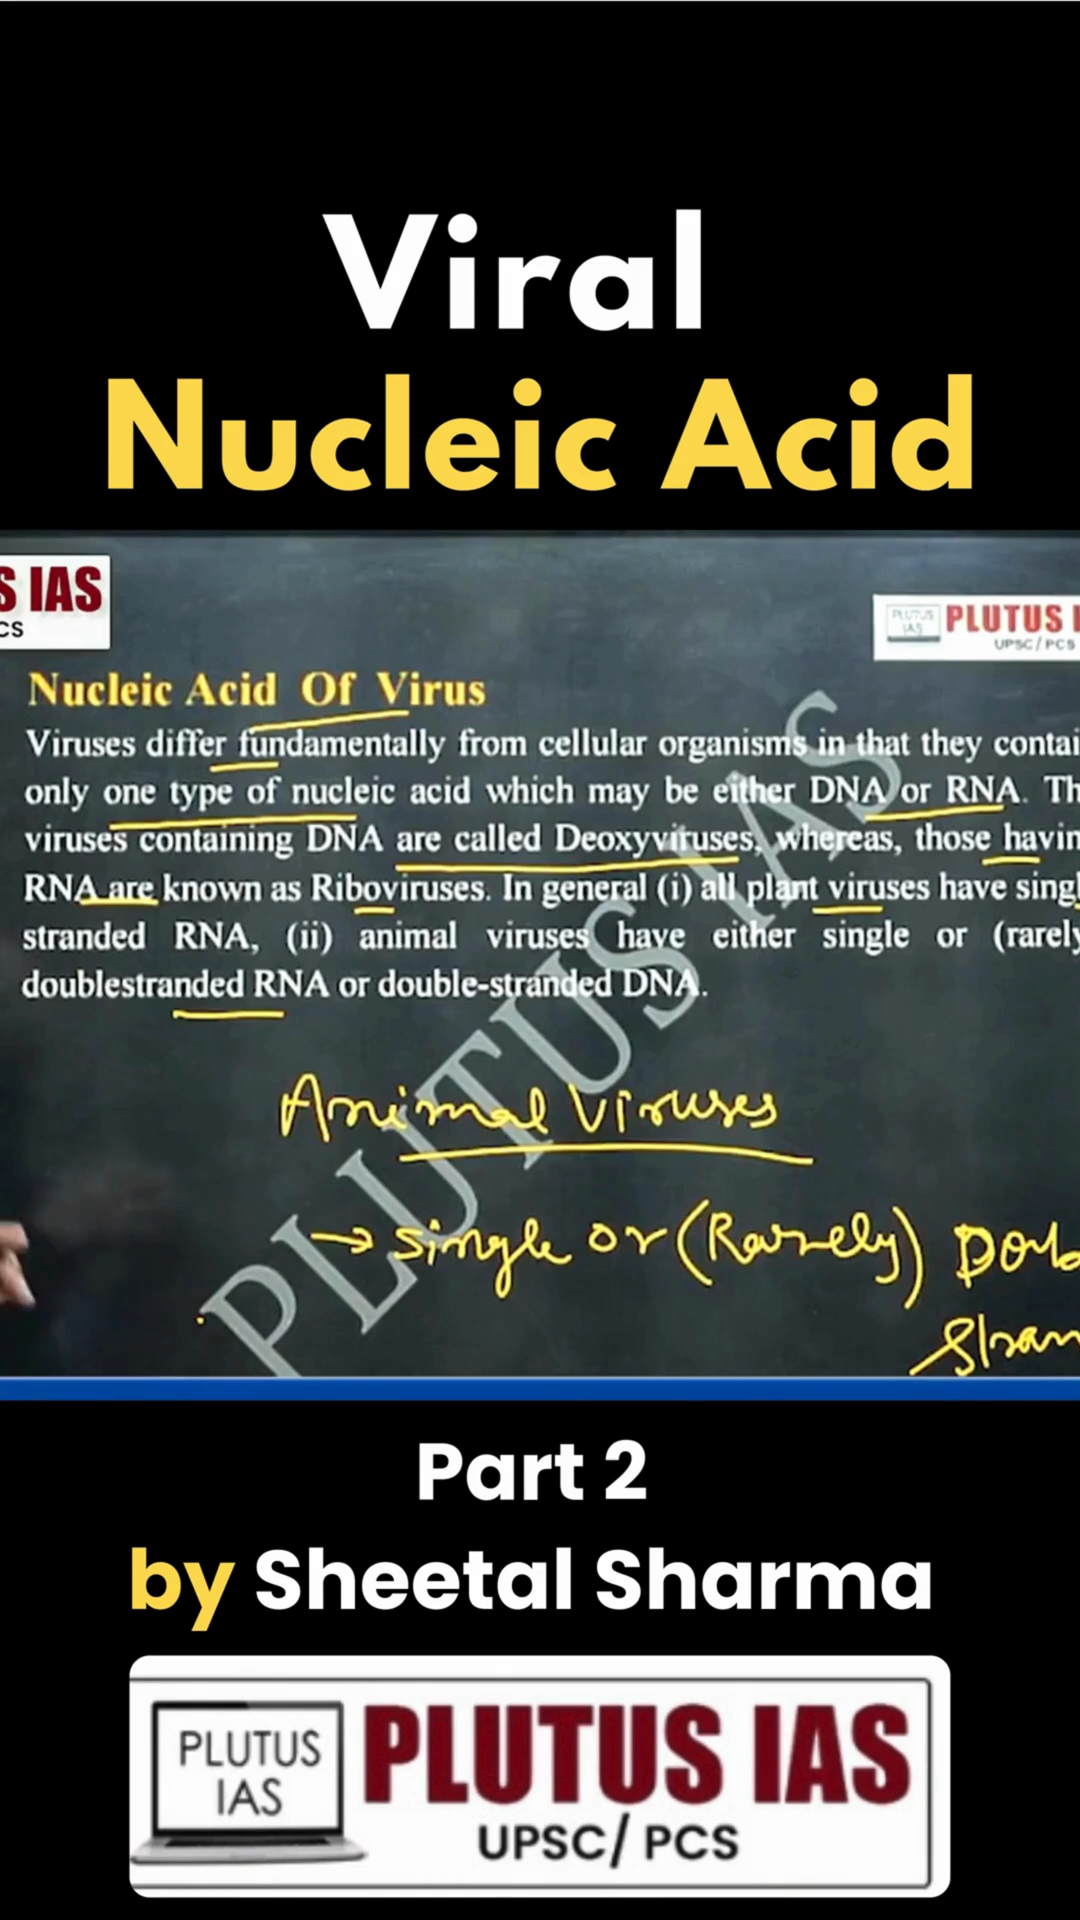 Viral
Nucleic Acid
S IAS
CS
PLUTUS IAS
PLUTUS I
UPSC/PCS
Nucleic Acid Of Virus
Viruses differ fundamentally from cellular organisms in that they contai
only one type of nucleic acid which may be either DNA or RNA. Th
viruses containing DNA are called Deoxyviruses, whereas, those havin
RNA are known as Riboviruses. In general (i) all plant viruses have singl
stranded RNA, (ii) animal viruses have either single or (rarely
doublestranded RNA or double-stranded DNA.
PLUTUS IAS
Animal Viruses
→ single or (Rarely) Doub
Stran
Part 2
by Sheetal Sharma
PLUTUS
IAS
PLUTUS IAS
UPSC/ PCS